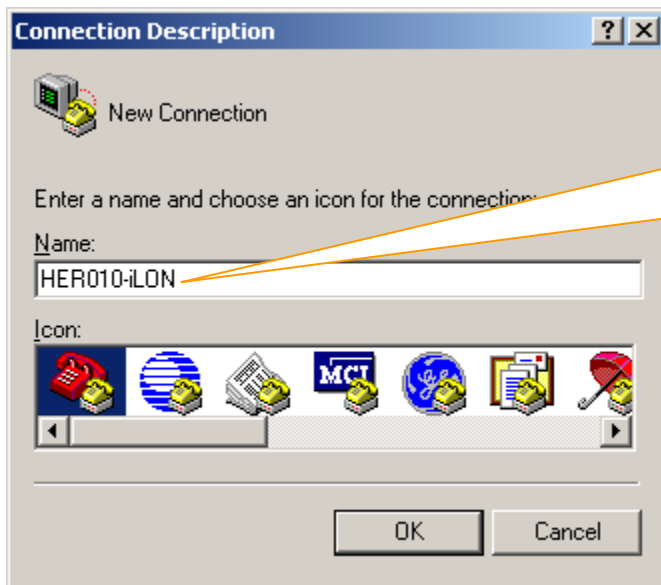 Connection Description
New Connection
Enter a name and choose an icon for the connection:
Name:
HER010-iLON
Icon:
MCI
OK
Cancel